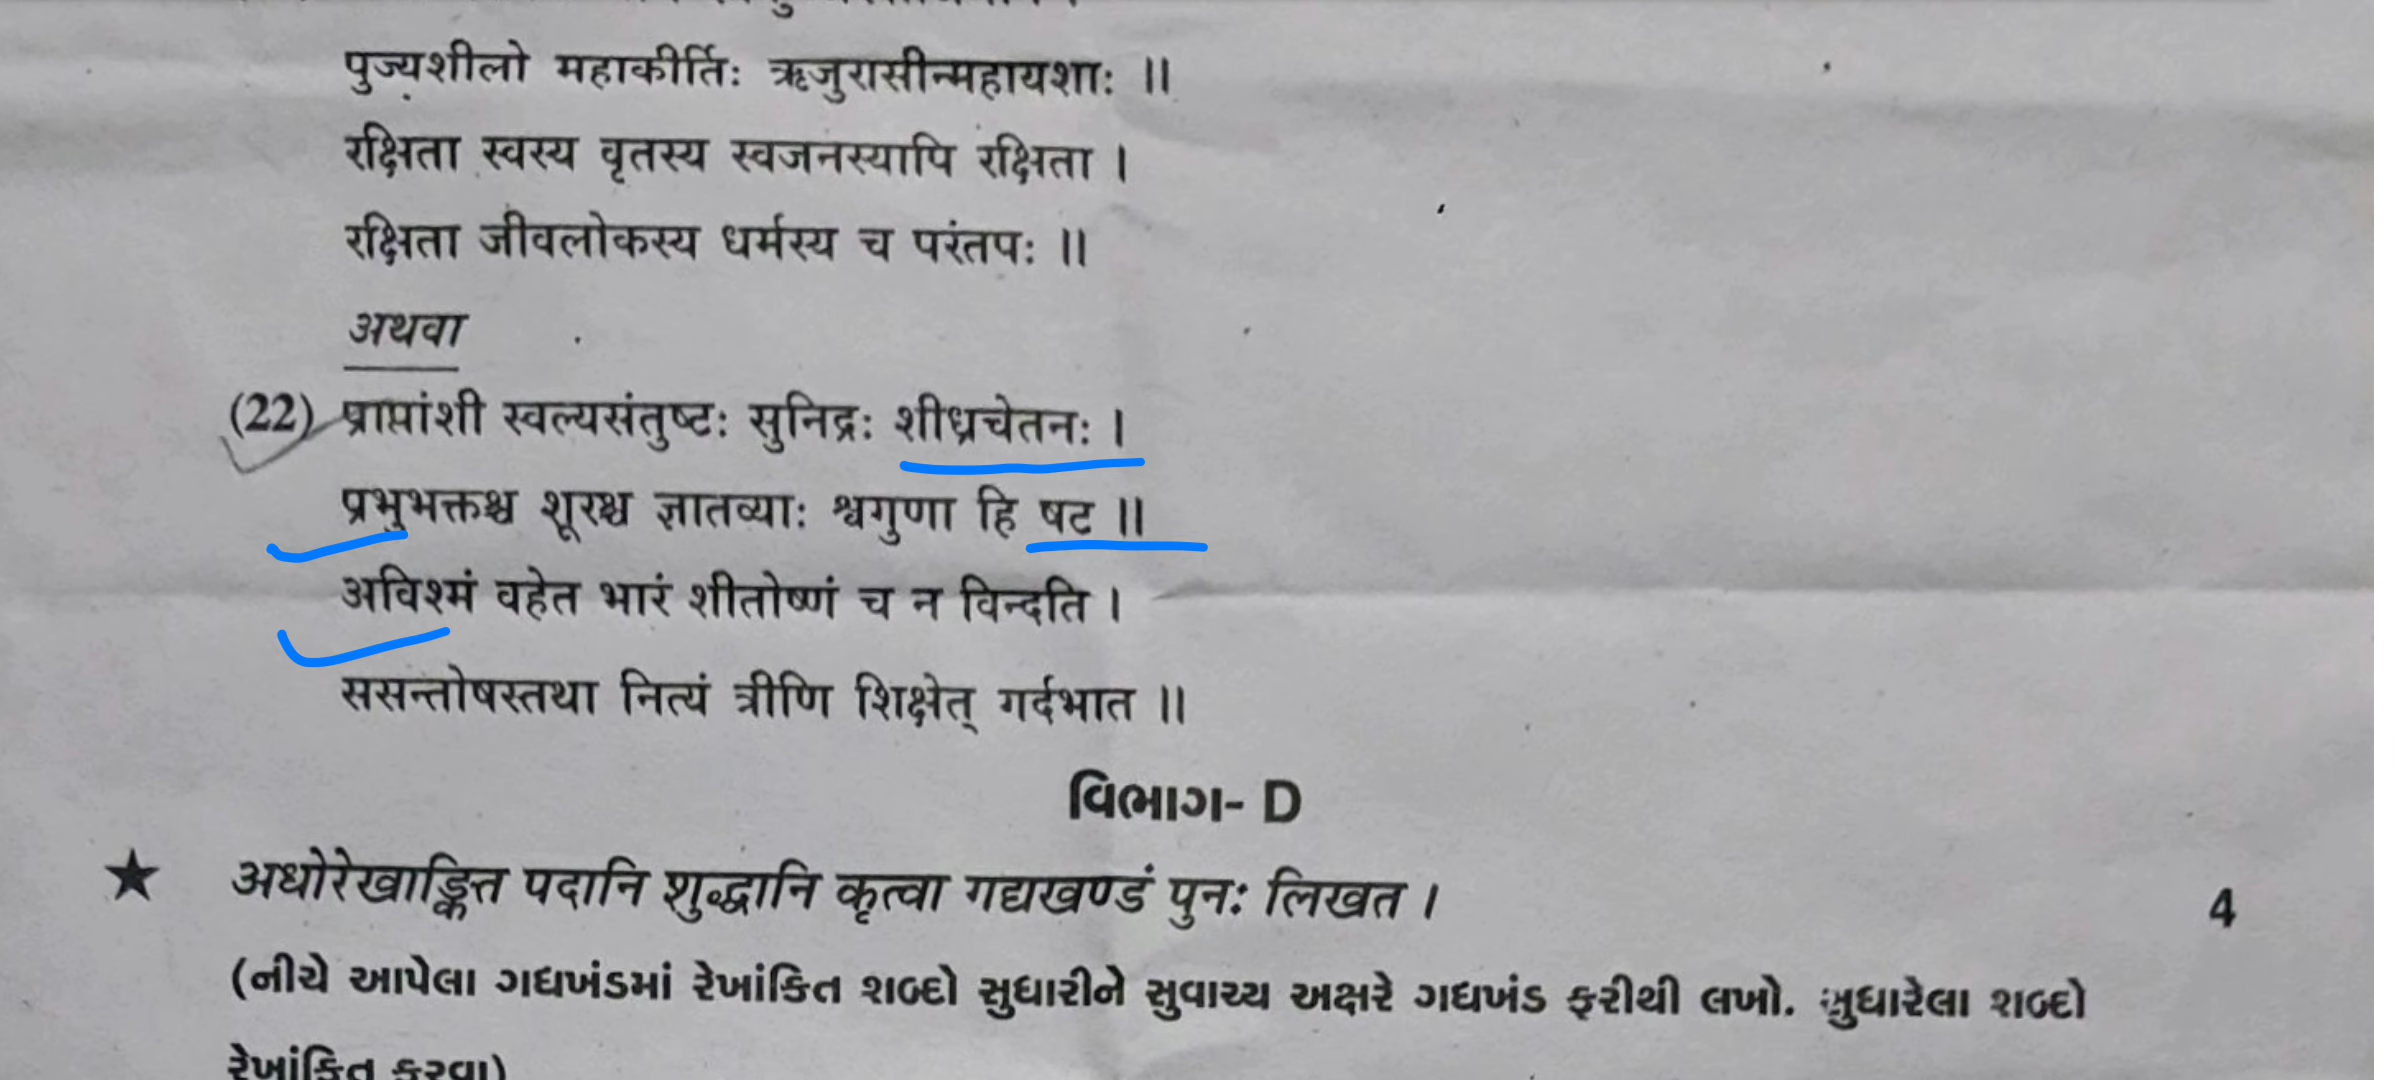 पुज्यशीलो महाकीर्तिः ऋजुरासीन्महायशाः ॥
रक्षिता स्वस्य वृतस्य स्वजनस्यापि रक्षिता ।
रक्षिता जीवलोकस्य धर्मस्य च परंतपः ॥
अथवा
(22) प्राप्तांशी स्वल्यसंतुष्टः सुनिद्रः शीध्रचेतनः ।
प्रभुभक्तश्च शूरश्च ज्ञातव्याः श्वगुणा हि षट ॥
अविश्मं वहेत भारं शीतोष्णं च न विन्दति ।
ससन्तोषस्तथा नित्यं त्रीणि शिक्षेत् गर्दभात ॥
વિભાગ- D
★ अधोरेखाङ्कित पदानि शुद्धानि कृत्वा गद्यखण्डं पुनः लिखत । 4
(નીચે આપેલા ગદ્યખંડમાં રેખાંકિત શબ્દો સુધારીને સુવાચ્ય અક્ષરે ગદ્યખંડ ફરીથી લખો. સુધારેલા શબ્દો
રેખાંકિત કરવા)